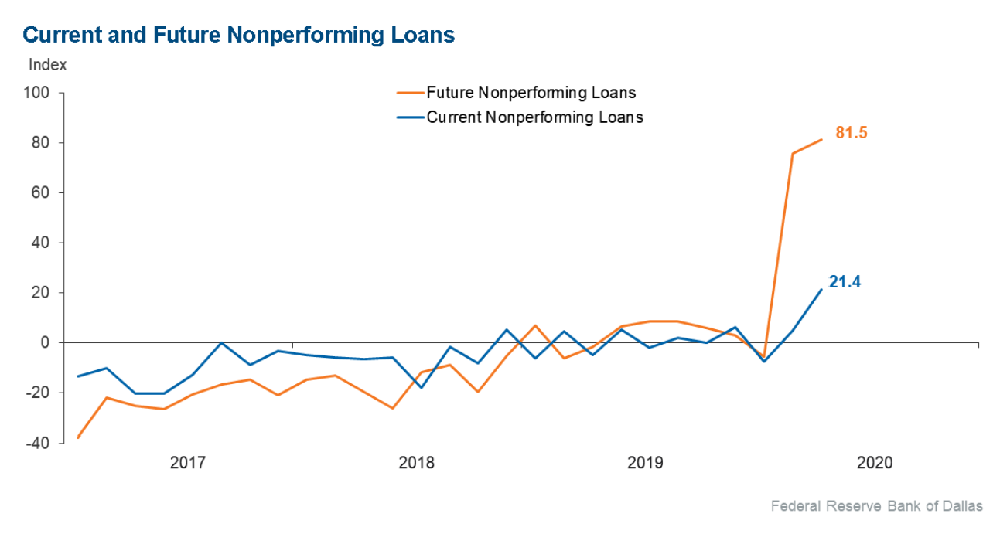 Current and Future Nonperforming Loans
Index
Future Nonperforming Loans
Current Nonperforming Loans
100
80
60
40
20
0
-20
-40
81.5
21.4
2017 2018 2019 2020
Federal Reserve Bank of Dallas